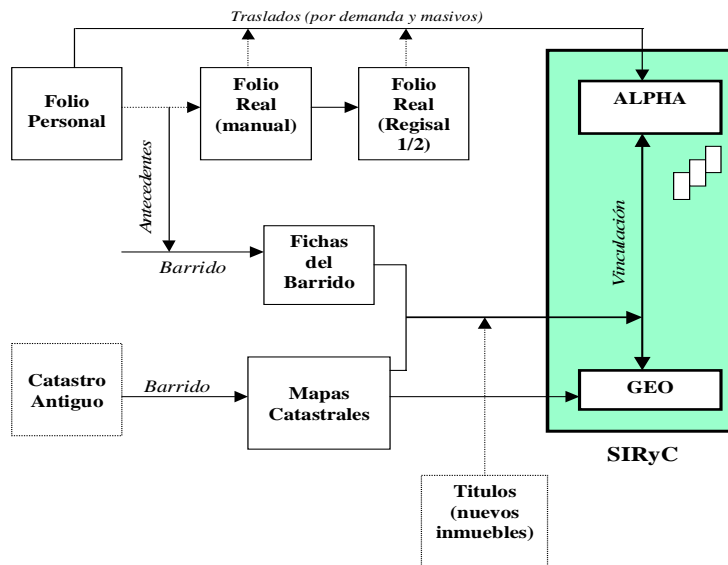 Traslados (por demanda y masivos)
Folio
Personal
Folio
Real
(manual)
Folio
Real
(Regisal
1/2)
ALPHA
Antecedentes
Vinculación
Barrido
Fichas
del
Barrido
Catastro
Antiguo
Barrido
Mapas
Catastrales
GEO
SIRyC
Titulos
(nuevos
inmuebles)